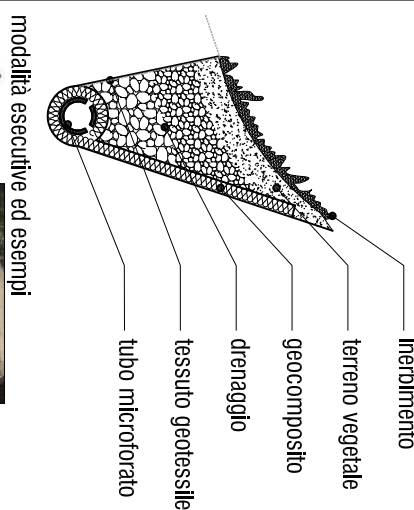 inerbimento
terreno vegetale
geocomposito
drenaggio
tessuto geotessile
tubo microforato
modalità esecutive ed esempi